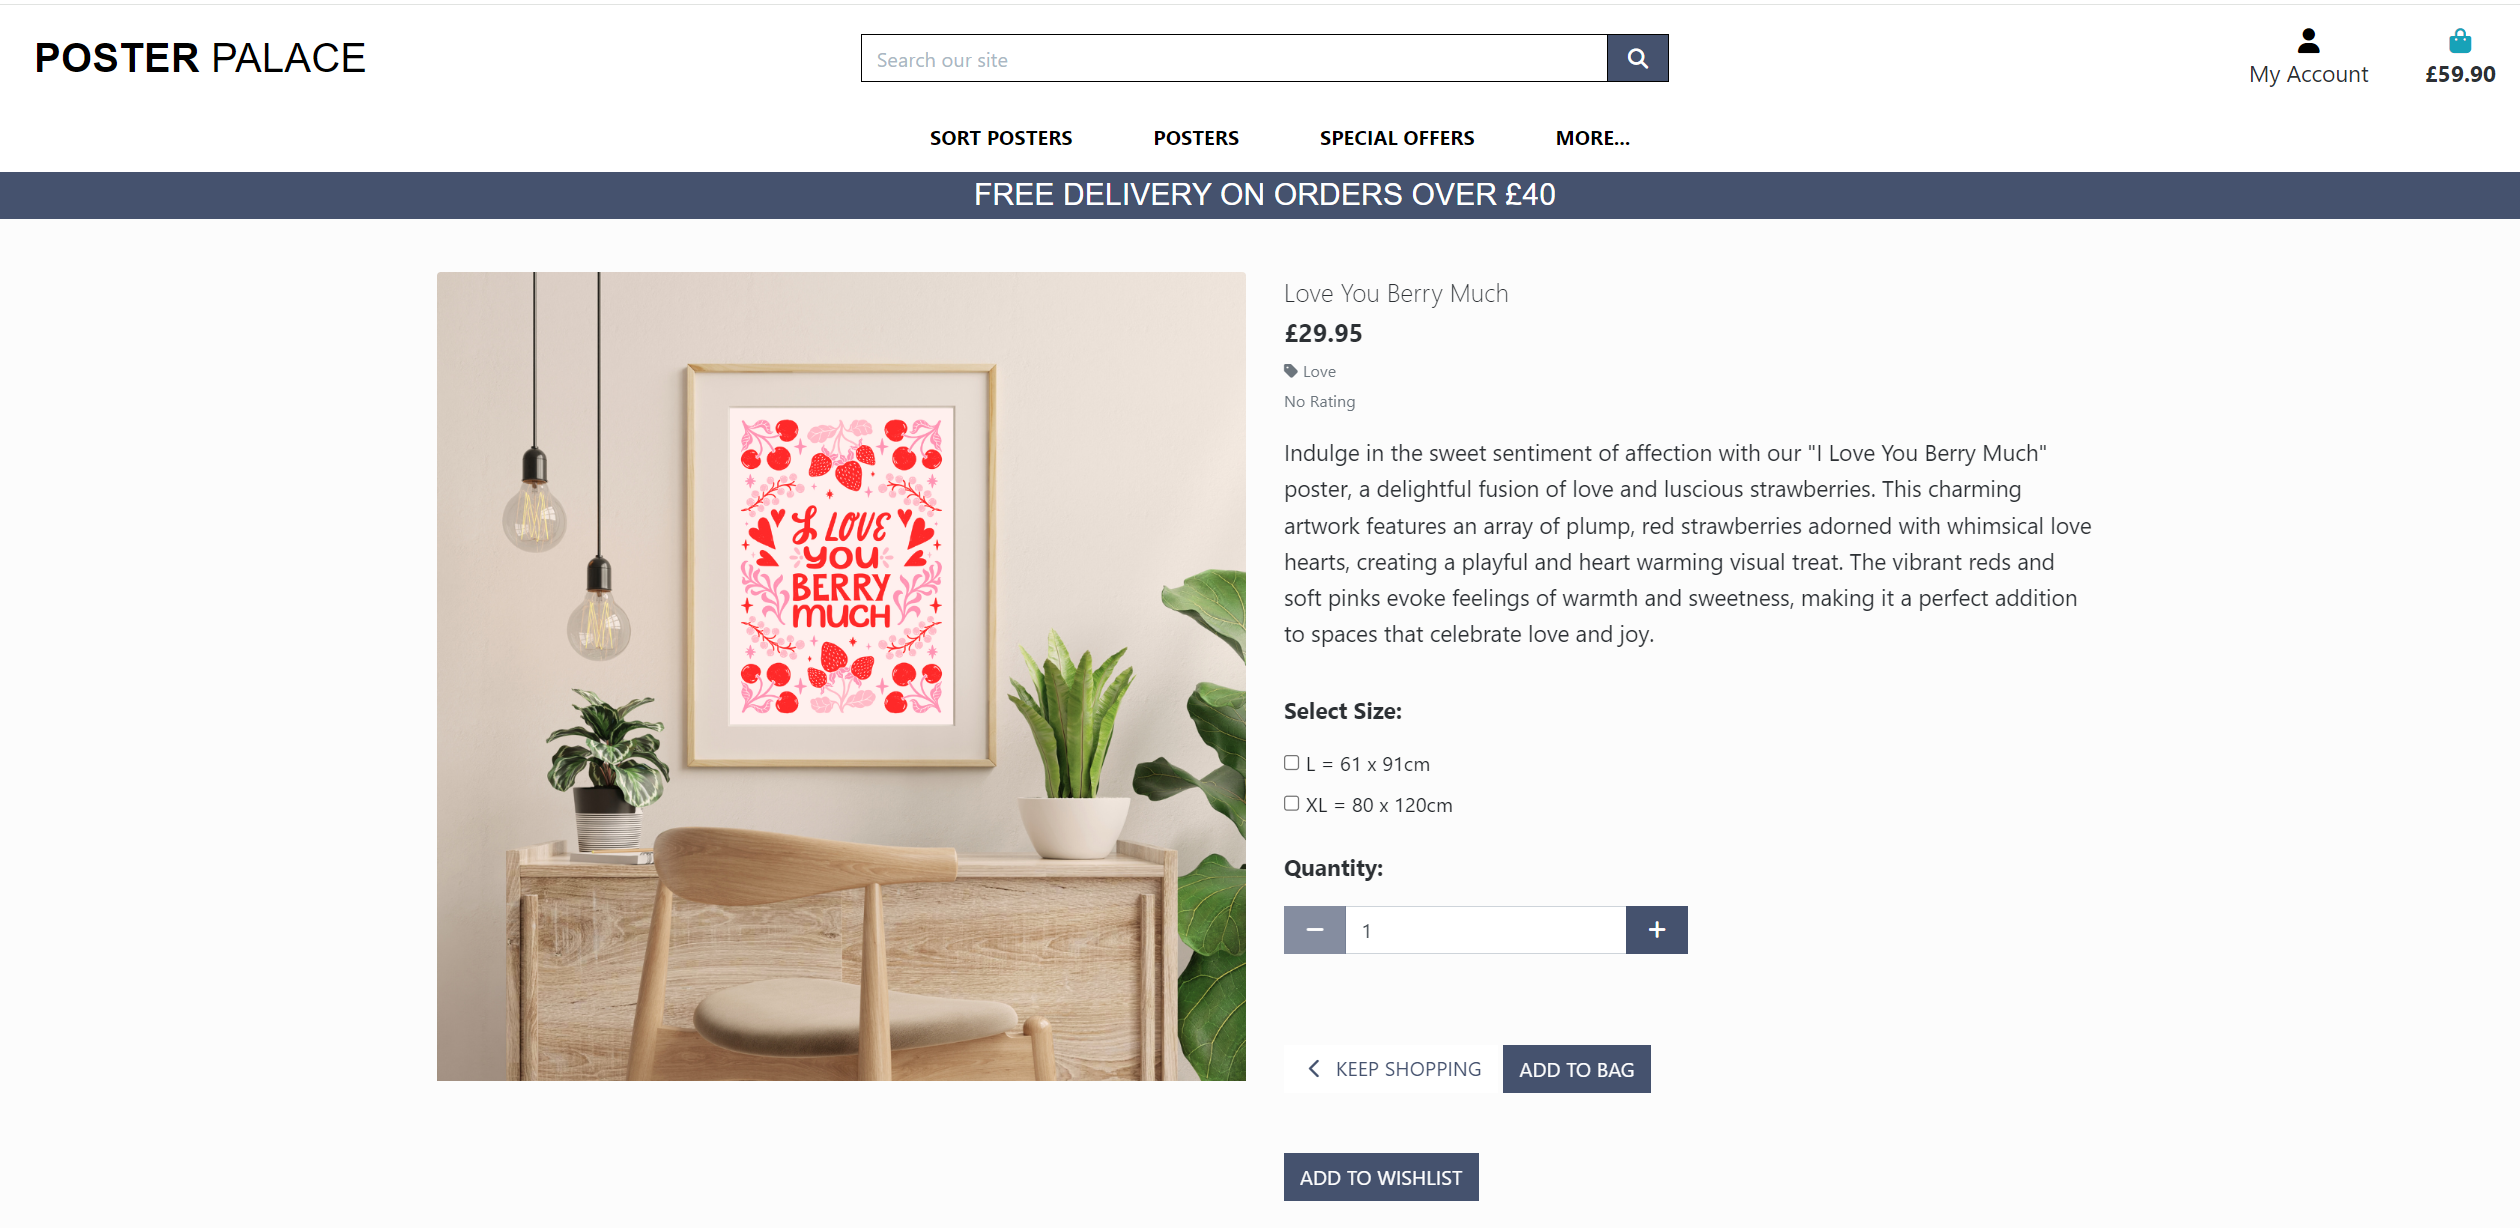 POSTER PALACE
Search our site
My Account
£59.90
SORT POSTERS
POSTERS
SPECIAL OFFERS
MORE...
FREE DELIVERY ON ORDERS OVER £40
I LOVE
YOU
BERRY
MUCH
Love You Berry Much
£29.95
Love
No Rating
Indulge in the sweet sentiment of affection with our "I Love You Berry Much"
poster, a delightful fusion of love and luscious strawberries. This charming
artwork features an array of plump, red strawberries adorned with whimsical love
hearts, creating a playful and heart warming visual treat. The vibrant reds and
soft pinks evoke feelings of warmth and sweetness, making it a perfect addition
to spaces that celebrate love and joy.
Select Size:
L = 61 x 91cm
XL = 80 x 120cm
Quantity:
1
KEEP SHOPPING
ADD TO BAG
ADD TO WISHLIST